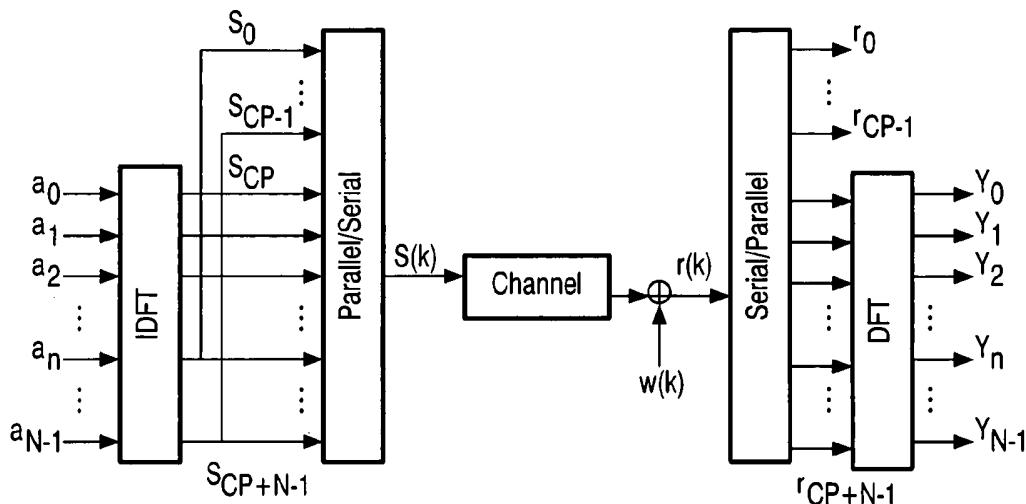 S0
SCP-1
SCP
a0
a1
a2
an
aN-1
IDFT
SCP+N-1
Parallel/Serial
S(k)
Channel
r(k)
w(k)
Serial/Parallel
r0
rCP-1
DFT
Y0
Y1
Y2
Yn
YN-1
rCP+N-1